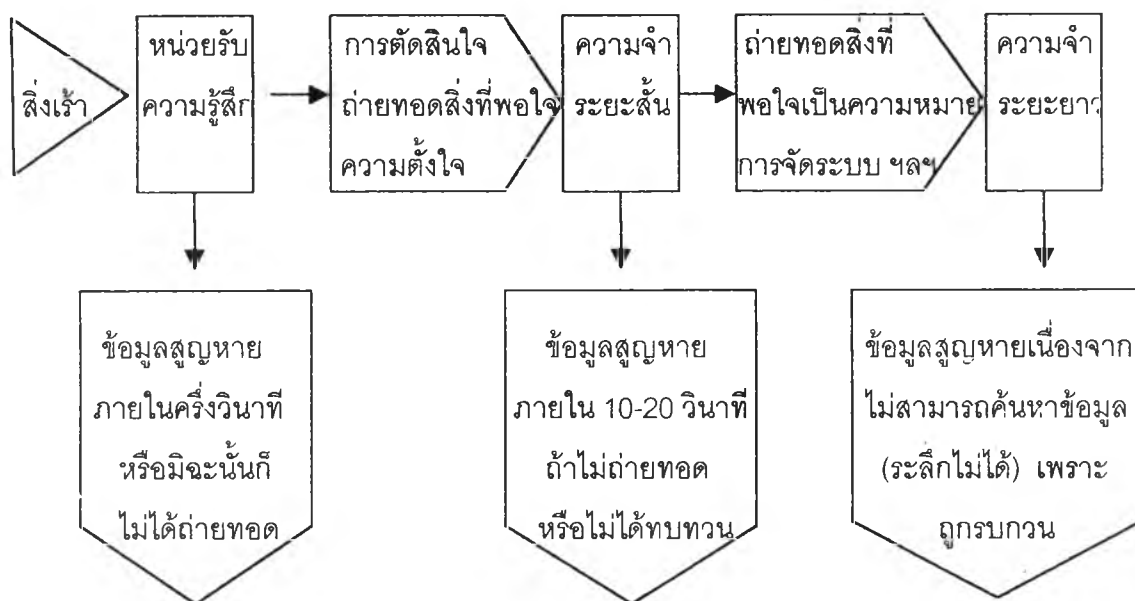 สิ่งเร้า
หน่วยรับ
ความรู้สึก
การตัดสินใจ
ถ่ายทอดสิ่งที่พอใจ
ความตั้งใจ
ความจำ
ระยะสั้น
ถ่ายทอดสิ่งที่
พอใจเป็นความหมาย
การจัดระบบ ฯลฯ
ความจำ
ระยะยาว
ข้อมูลสูญหาย
ภายในครึ่งวินาที
หรือมิฉะนั้นก็
ไม่ได้ถ่ายทอด
ข้อมูลสูญหาย
ภายใน 10-20 วินาที
ถ้าไม่ถ่ายทอด
หรือไม่ได้ทบทวน
ข้อมูลสูญหายเนื่องจาก
ไม่สามารถค้นหาข้อมูล
(ระลึกไม่ได้) เพราะ
ถูกรบกวน